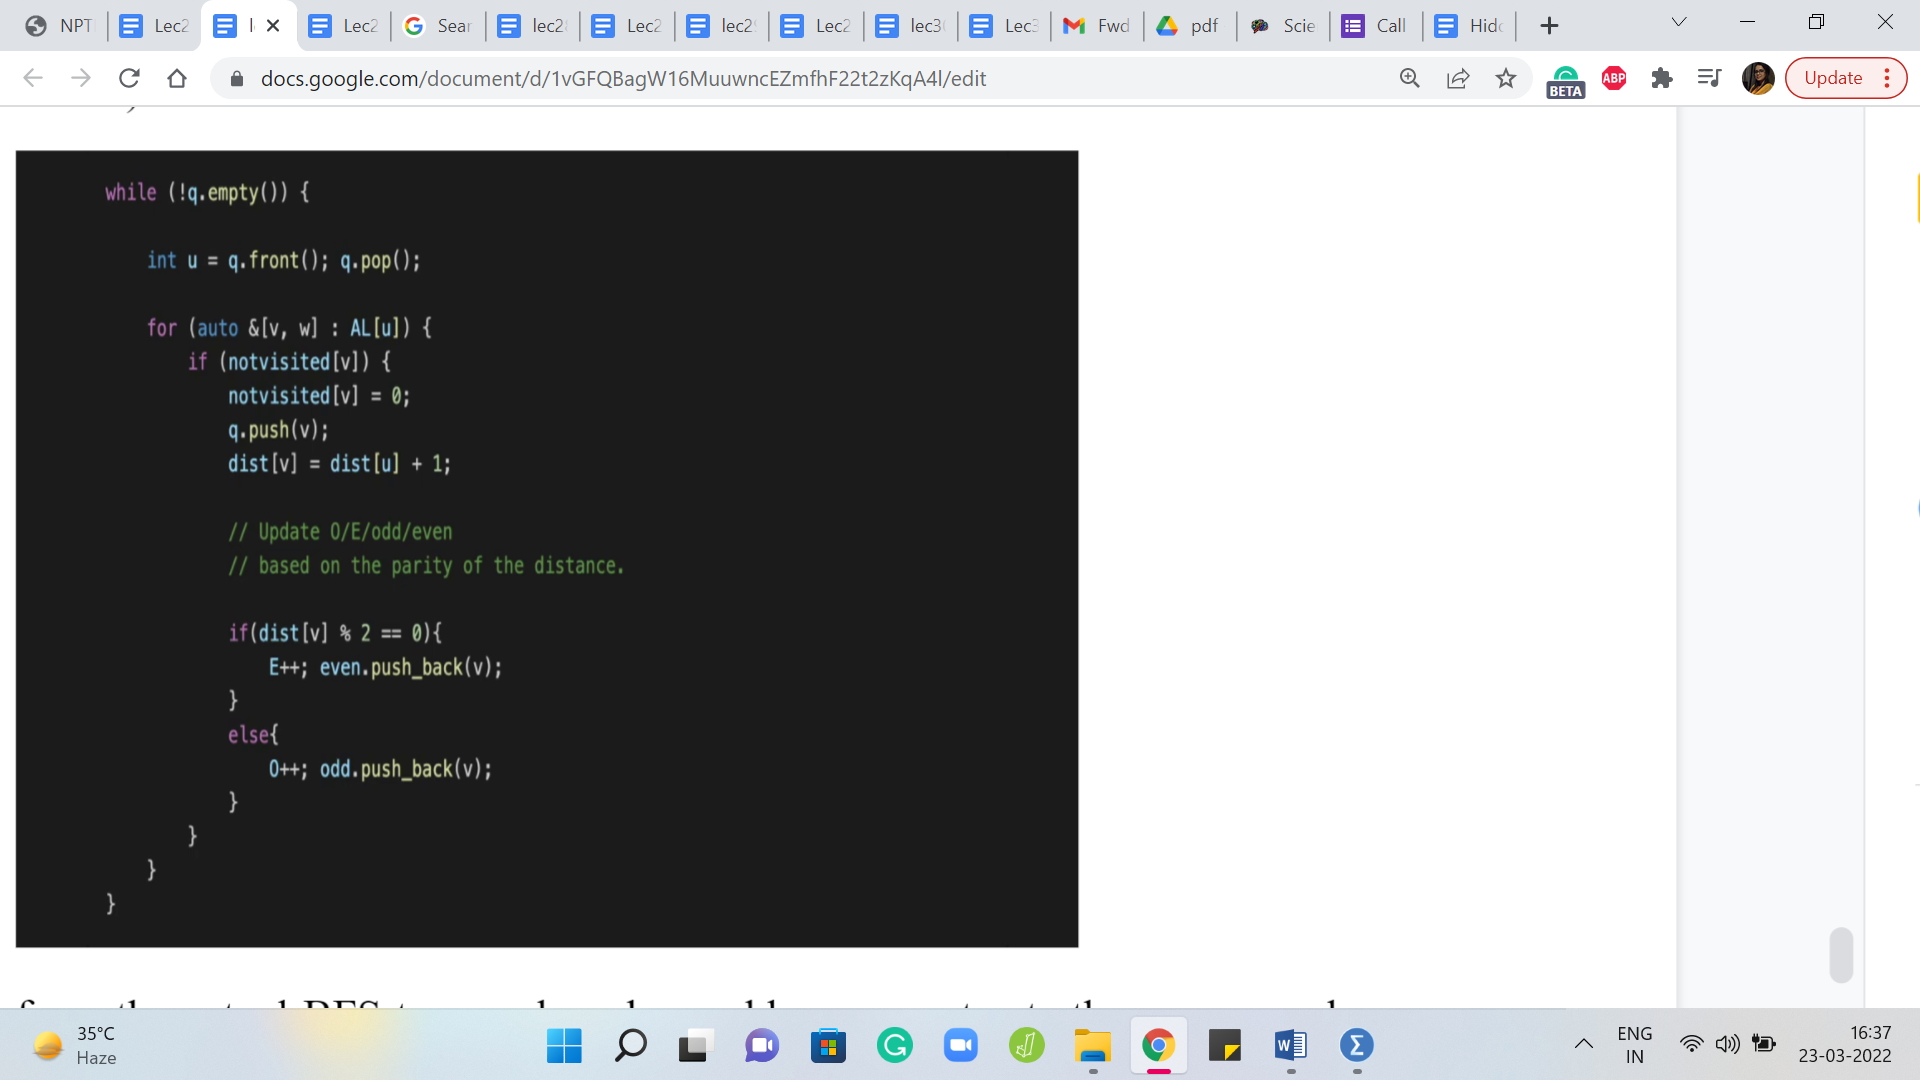 NPT
Lec2
l
Lec2
Sear
lec2
Lec2
lec2
Lec2
lec3
Lec3
Fwd
pdf
Scie
Call
Hid
docs.google.com/document/d/1vGFQBagW16MuuwncEZmfhF22t2zKqA4l/edit
BETA
ABP
Update
while (!q.empty()) {
int u = q.front(); q.pop();
for (auto &[v, w] : AL[u]) {
if (notvisited[v]) {
notvisited[v] = 0;
q.push(v);
dist[v] = dist[u] + 1;
// Update O/E/odd/even
// based on the parity of the distance.
if(dist[v] % 2 == 0){
E++; even.push_back(v);
}
else{
O++; odd.push_back(v);
}
}
}
}
35°C
Haze
ENG
IN
16:37
23-03-2022